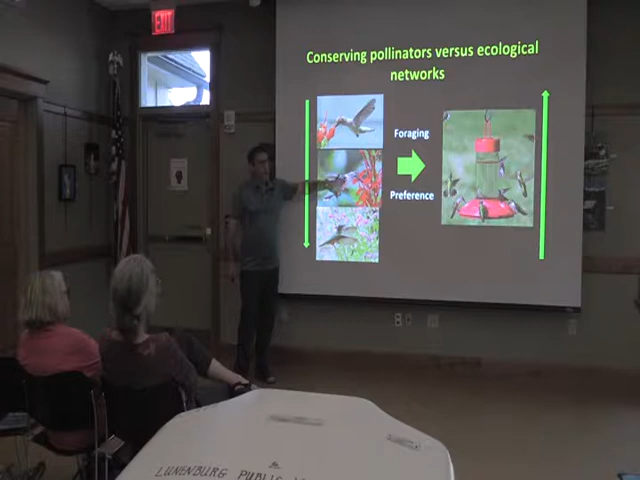 EXIT
Conserving pollinators versus ecological
networks
Foraging
Preference
LUNENBURG PUBLIC